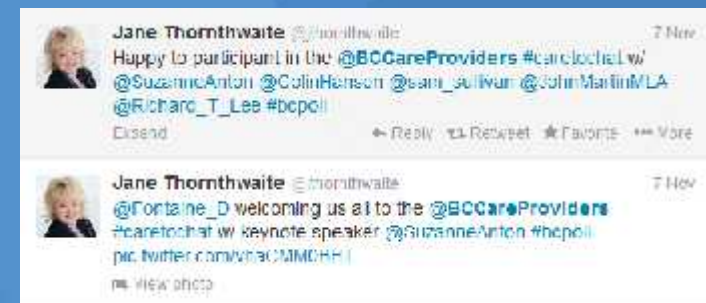 Jane Thornthwaite @jthornthwaite 7 Nov
Happy to participant in the @BCCareProviders #caretochat w/
@SuzanneAnton @ColinHansen @sam_sullivan @JohnMartinMLA
@Richard_T_Lee #bcpoli
Expand Reply Retweet Favorite More
Jane Thornthwaite @jthornthwaite 7 Nov
@Fontaine_D welcoming us all to the @BCCareProviders
#caretochat w/ keynote speaker @SuzanneAnton #bcpoli
View photo